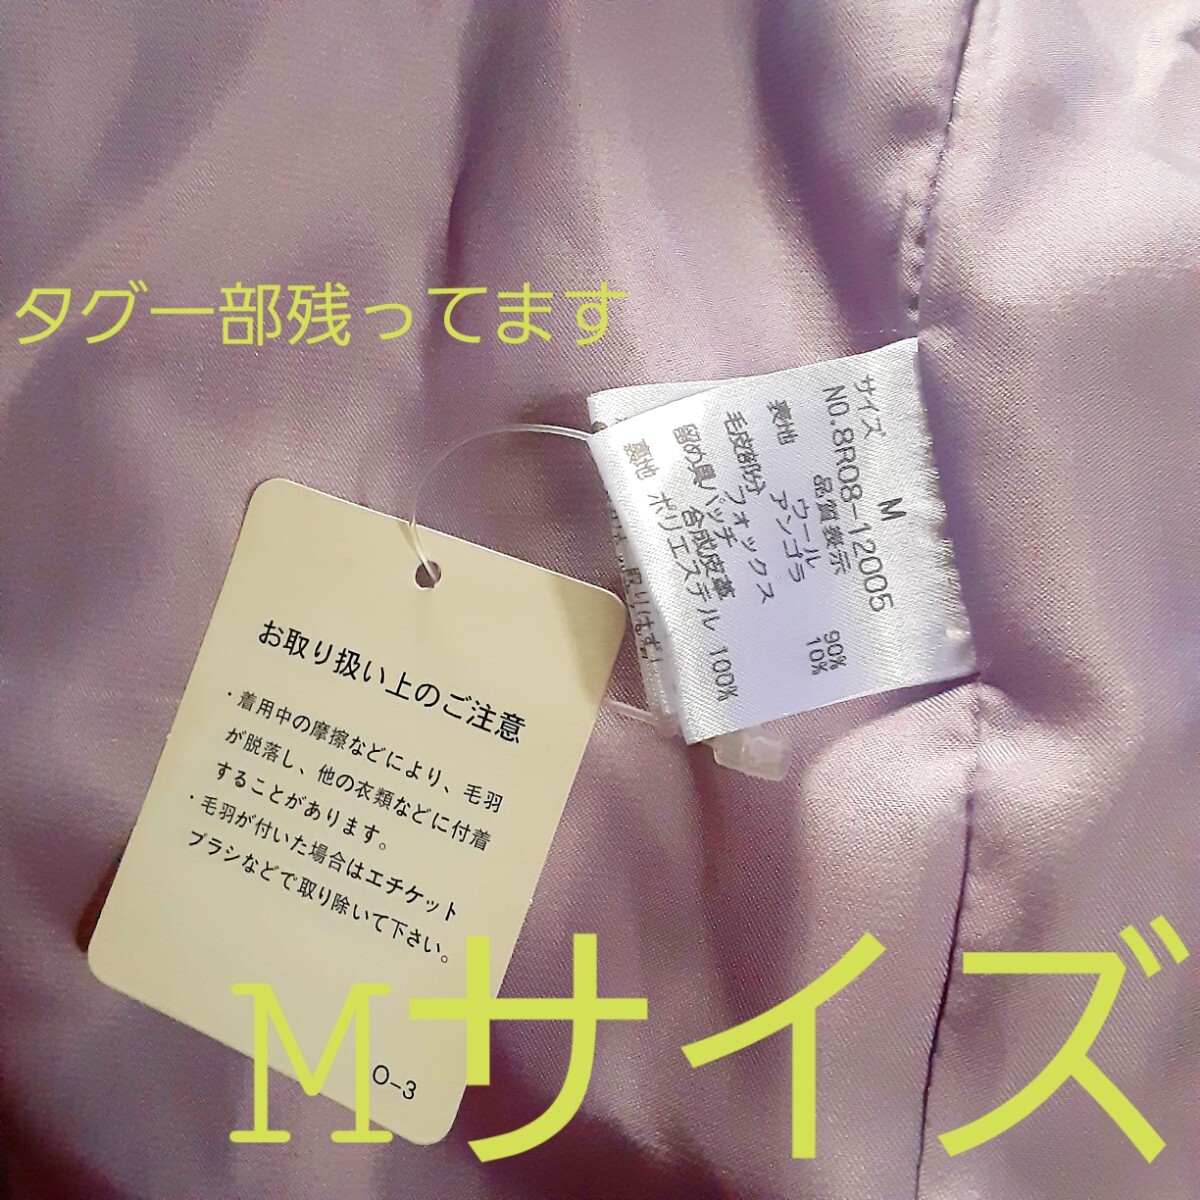 タグ一部残ってます
サイズ M
NO.8R08-12005
品質表示
表地 ウール 90%
アンゴラ 10%
毛皮部分 フォックス
留め具パッチ 合成皮革
裏地 ポリエステル 100%
お取り扱い上のご注意
・着用中の摩擦などにより、毛羽
が脱落し、他の衣類などに付着
することがあります。
・毛羽が付いた場合はエチケット
ブラシなどで取り除いて下さい。
O-3
Mサイズ